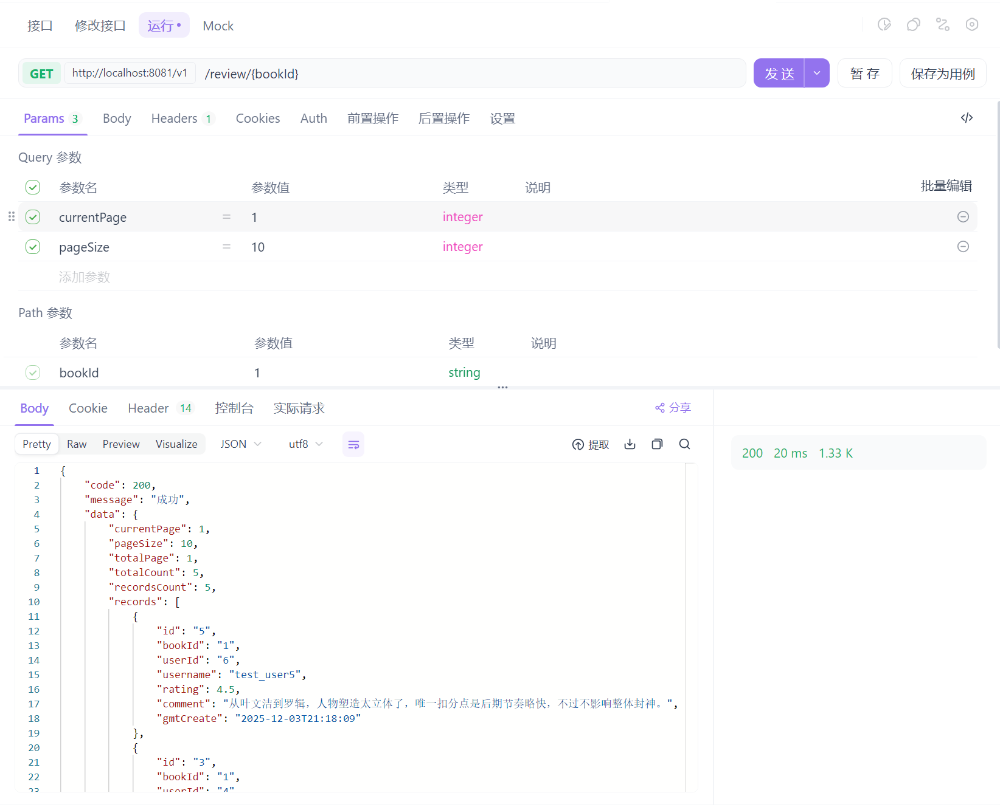 接口 修改接口 运行 Mock
GET http://localhost:8081/v1 /review/{bookId} 发 送 暂 存 保存为用例
Params 3 Body Headers 1 Cookies Auth 前置操作 后置操作 设置 </>
Query 参数
参数名 参数值 类型 说明 批量编辑
currentPage = 1 integer
pageSize = 10 integer
添加参数
Path 参数
参数名 参数值 类型 说明
bookId 1 string
Body Cookie Header 14 控制台 实际请求 分享
Pretty Raw Preview Visualize JSON utf8 提取
200 20 ms 1.33 K
1 {
2 "code": 200,
3 "message": "成功",
4 "data": {
5 "currentPage": 1,
6 "pageSize": 10,
7 "totalPage": 1,
8 "totalCount": 5,
9 "recordsCount": 5,
10 "records": [
11 {
12 "id": "5",
13 "bookId": "1",
14 "userId": "6",
15 "username": "test_user5",
16 "rating": 4.5,
17 "comment": "从叶文洁到罗辑，人物塑造太立体了，唯一扣分点是后期节奏略快，不过不影响整体封神。",
18 "gmtCreate": "2025-12-03T21:18:09"
19 },
20 {
21 "id": "3",
22 "bookId": "1",
23 "userId": "4"